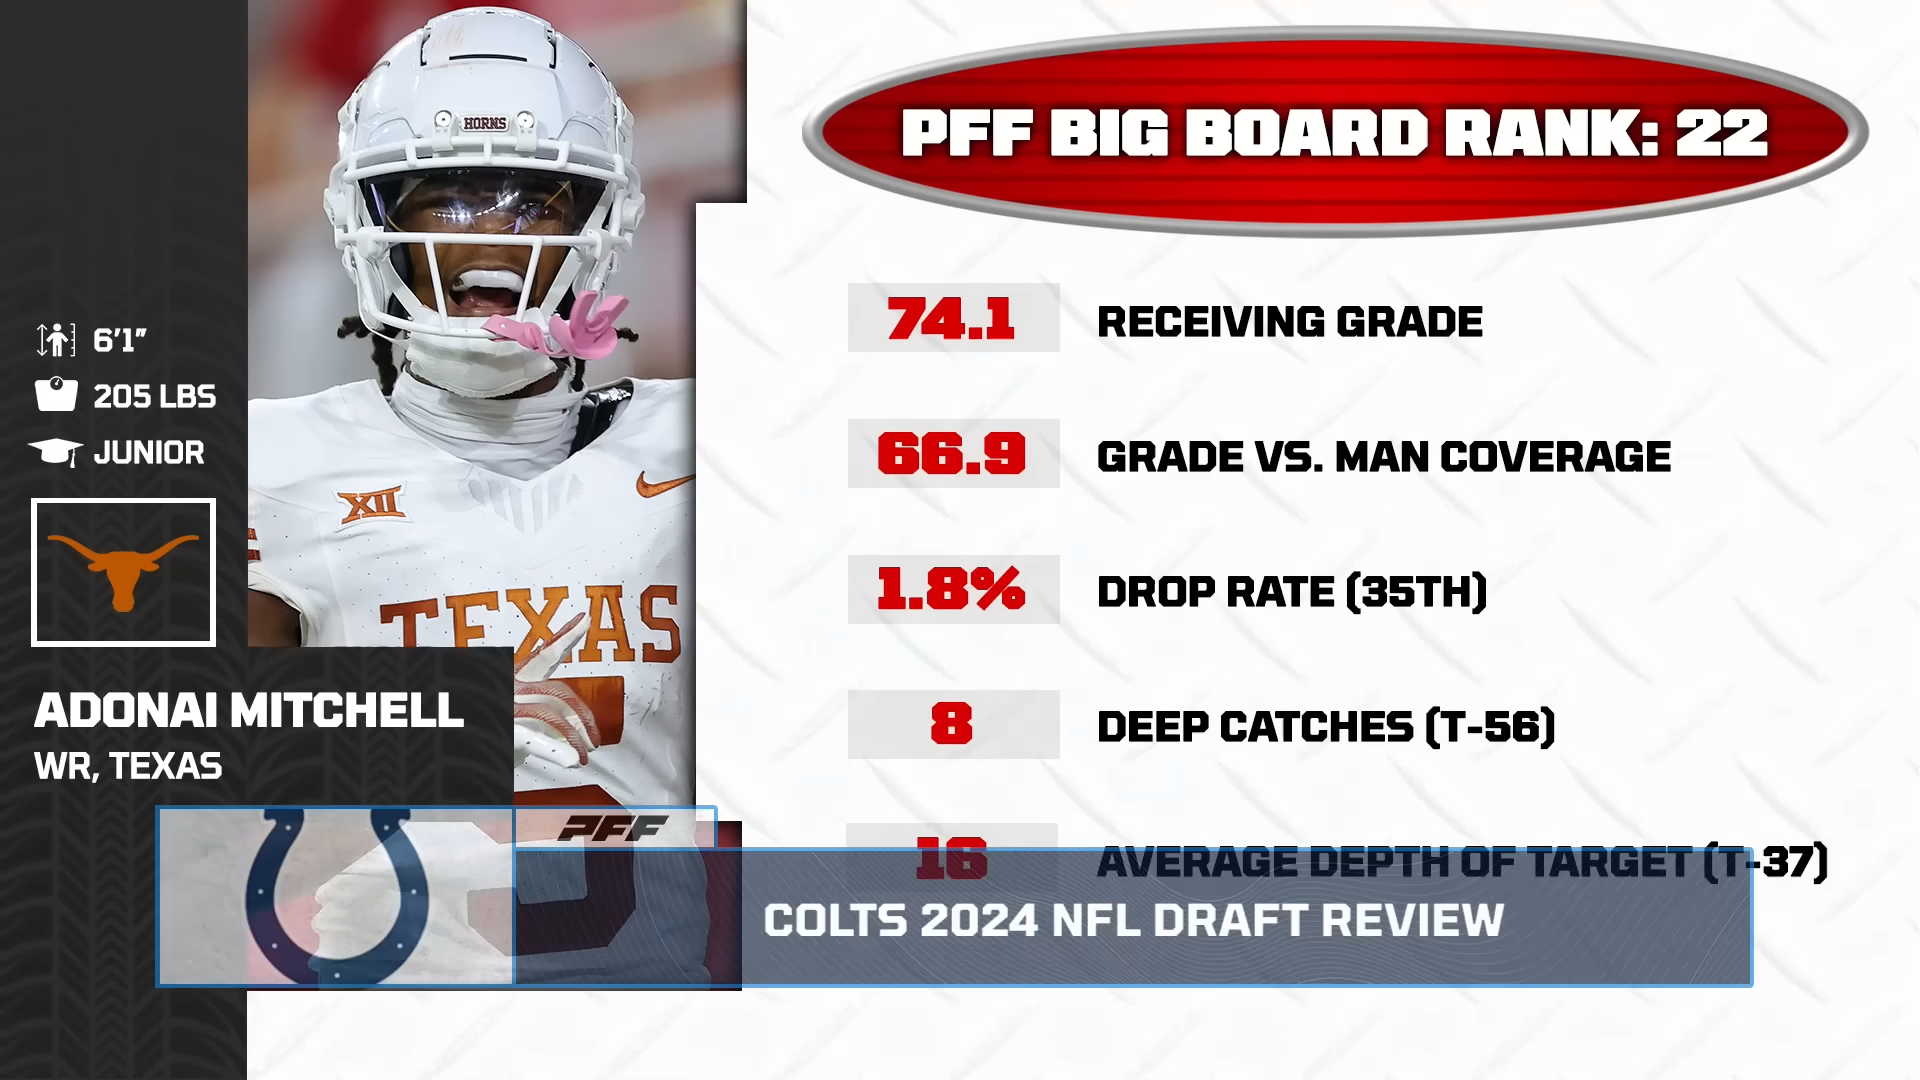 PFF BIG BOARD RANK: 22
HORNS
6'1"
205 LBS
JUNIOR
XII
TEXAS
ADONAI MITCHELL
WR, TEXAS
74.1 RECEIVING GRADE
66.9 GRADE VS. MAN COVERAGE
1.8% DROP RATE (35TH)
8 DEEP CATCHES (T-56)
16 AVERAGE DEPTH OF TARGET (T-37)
PFF
COLTS 2024 NFL DRAFT REVIEW